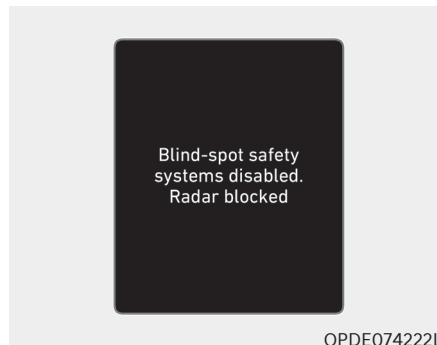 Blind-spot safety
systems disabled.
Radar blocked
OPDE074222L